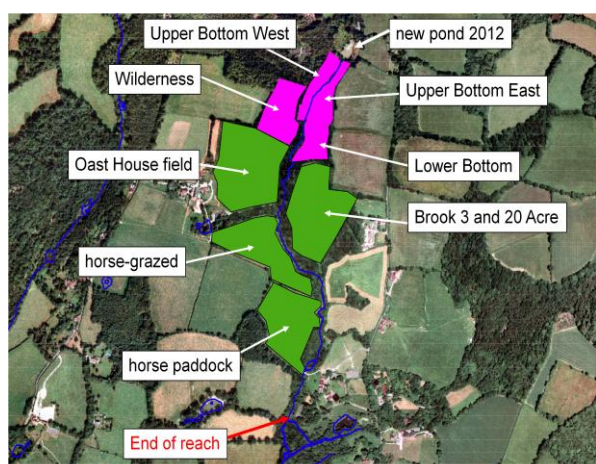 Upper Bottom West
new pond 2012
Wilderness
Upper Bottom East
Oast House field
Lower Bottom
Brook 3 and 20 Acre
horse-grazed
horse paddock
End of reach